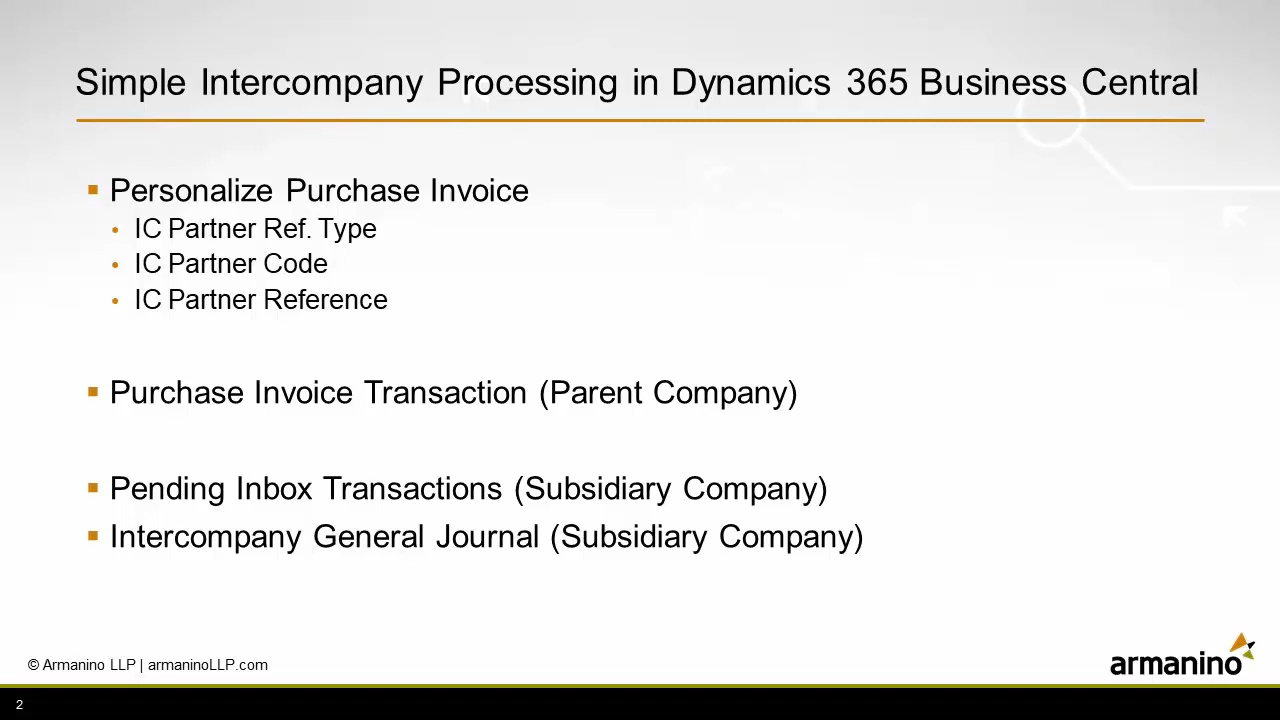 Simple Intercompany Processing in Dynamics 365 Business Central
▪ Personalize Purchase Invoice
• IC Partner Ref. Type
• IC Partner Code
• IC Partner Reference
▪ Purchase Invoice Transaction (Parent Company)
▪ Pending Inbox Transactions (Subsidiary Company)
▪ Intercompany General Journal (Subsidiary Company)
© Armanino LLP | armaninoLLP.com
armanino
2